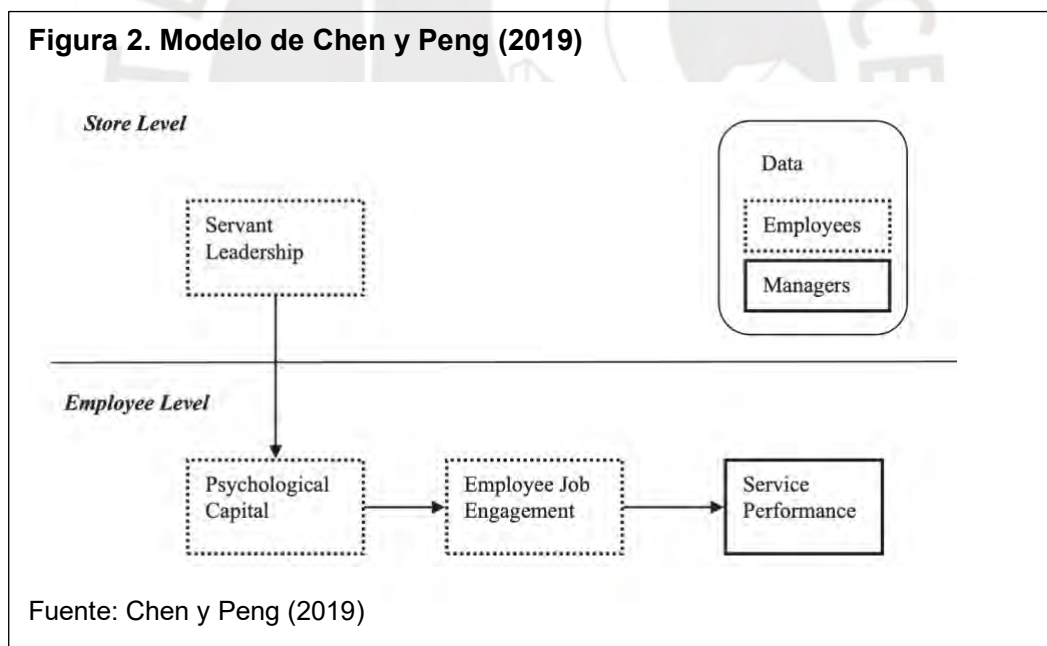 Figura 2. Modelo de Chen y Peng (2019)
Store Level
Data
Servant
Leadership
Employees
Managers
Employee Level
Psychological
Capital
Employee Job
Engagement
Service
Performance
Fuente: Chen y Peng (2019)